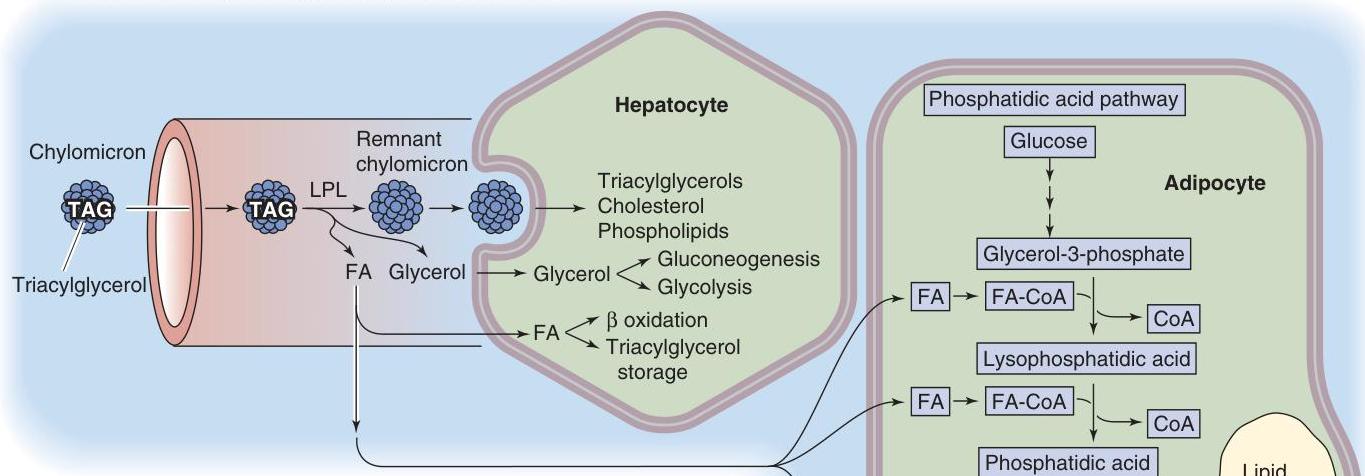 Chylomicron
TAG
Triacylglycerol
TAG
LPL
Remnant
chylomicron
FA
Glycerol
Hepatocyte
Triacylglycerols
Cholesterol
Phospholipids
Glycerol
Gluconeogenesis
Glycolysis
FA
β oxidation
Triacylglycerol
storage
Phosphatidic acid pathway
Glucose
Adipocyte
Glycerol-3-phosphate
FA
FA-CoA
CoA
Lysophosphatidic acid
FA
FA-CoA
CoA
Phosphatidic acid
Lipid